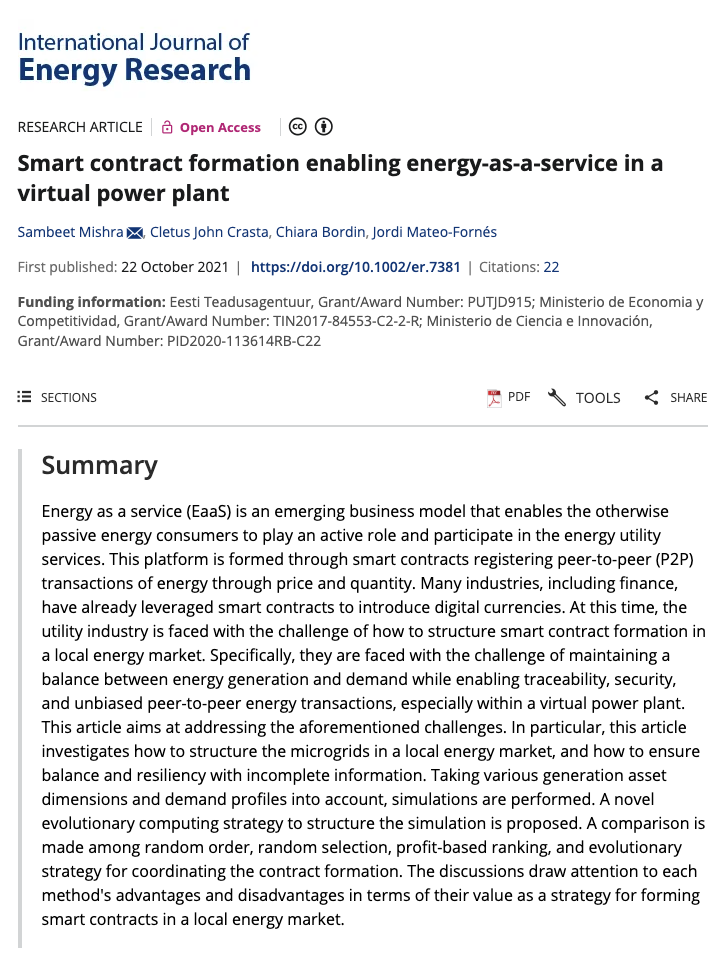 International Journal of
Energy Research
RESEARCH ARTICLE Open Access cc
Smart contract formation enabling energy-as-a-service in a
virtual power plant
Sambeet Mishra, Cletus John Crasta, Chiara Bordin, Jordi Mateo-Fornés
First published: 22 October 2021 | https://doi.org/10.1002/er.7381 | Citations: 22
Funding information: Eesti Teadusagentuur, Grant/Award Number: PUTJD915; Ministerio de Economia y
Competitividad, Grant/Award Number: TIN2017-84553-C2-2-R; Ministerio de Ciencia e Innovación,
Grant/Award Number: PID2020-113614RB-C22
SECTIONS PDF TOOLS SHARE
Summary
Energy as a service (EaaS) is an emerging business model that enables the otherwise
passive energy consumers to play an active role and participate in the energy utility
services. This platform is formed through smart contracts registering peer-to-peer (P2P)
transactions of energy through price and quantity. Many industries, including finance,
have already leveraged smart contracts to introduce digital currencies. At this time, the
utility industry is faced with the challenge of how to structure smart contract formation in
a local energy market. Specifically, they are faced with the challenge of maintaining a
balance between energy generation and demand while enabling traceability, security,
and unbiased peer-to-peer energy transactions, especially within a virtual power plant.
This article aims at addressing the aforementioned challenges. In particular, this article
investigates how to structure the microgrids in a local energy market, and how to ensure
balance and resiliency with incomplete information. Taking various generation asset
dimensions and demand profiles into account, simulations are performed. A novel
evolutionary computing strategy to structure the simulation is proposed. A comparison is
made among random order, random selection, profit-based ranking, and evolutionary
strategy for coordinating the contract formation. The discussions draw attention to each
method's advantages and disadvantages in terms of their value as a strategy for forming
smart contracts in a local energy market.